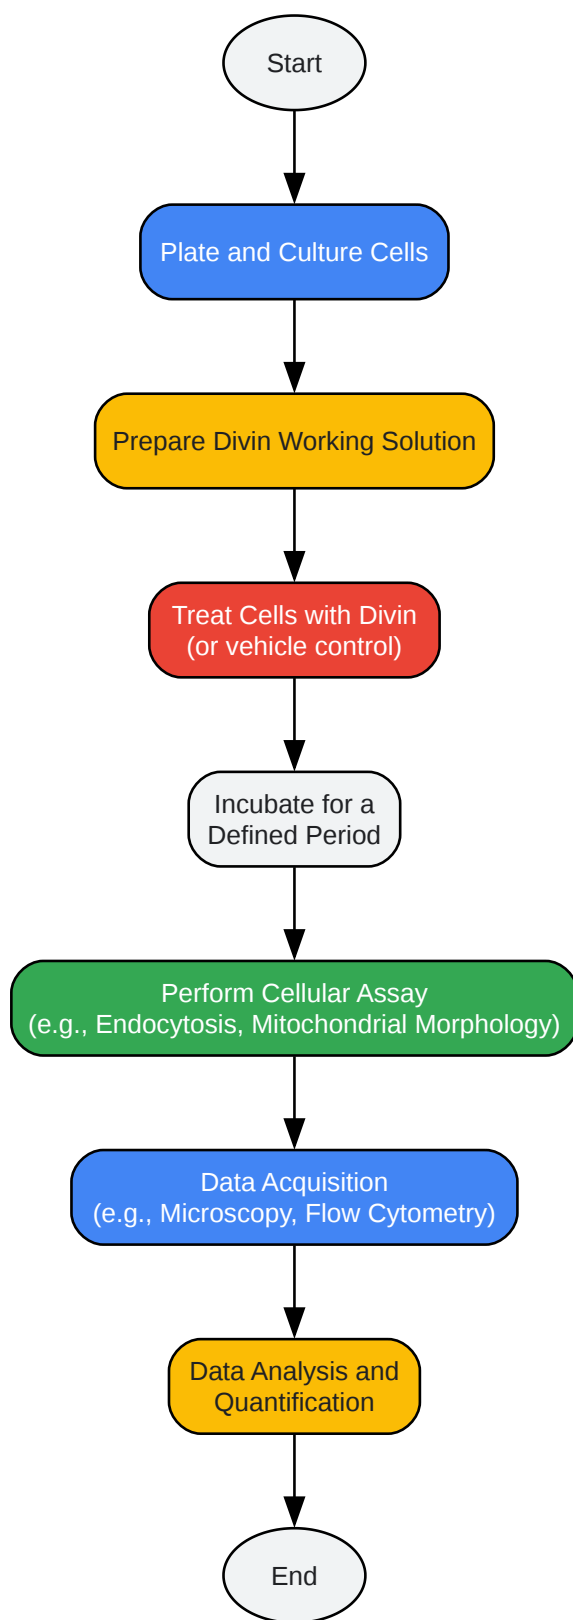 Start
Plate and Culture Cells
Prepare Divin Working Solution
Treat Cells with Divin
(or vehicle control)
Incubate for a
Defined Period
Perform Cellular Assay
(e.g., Endocytosis, Mitochondrial Morphology)
Data Acquisition
(e.g., Microscopy, Flow Cytometry)
Data Analysis and
Quantification
End